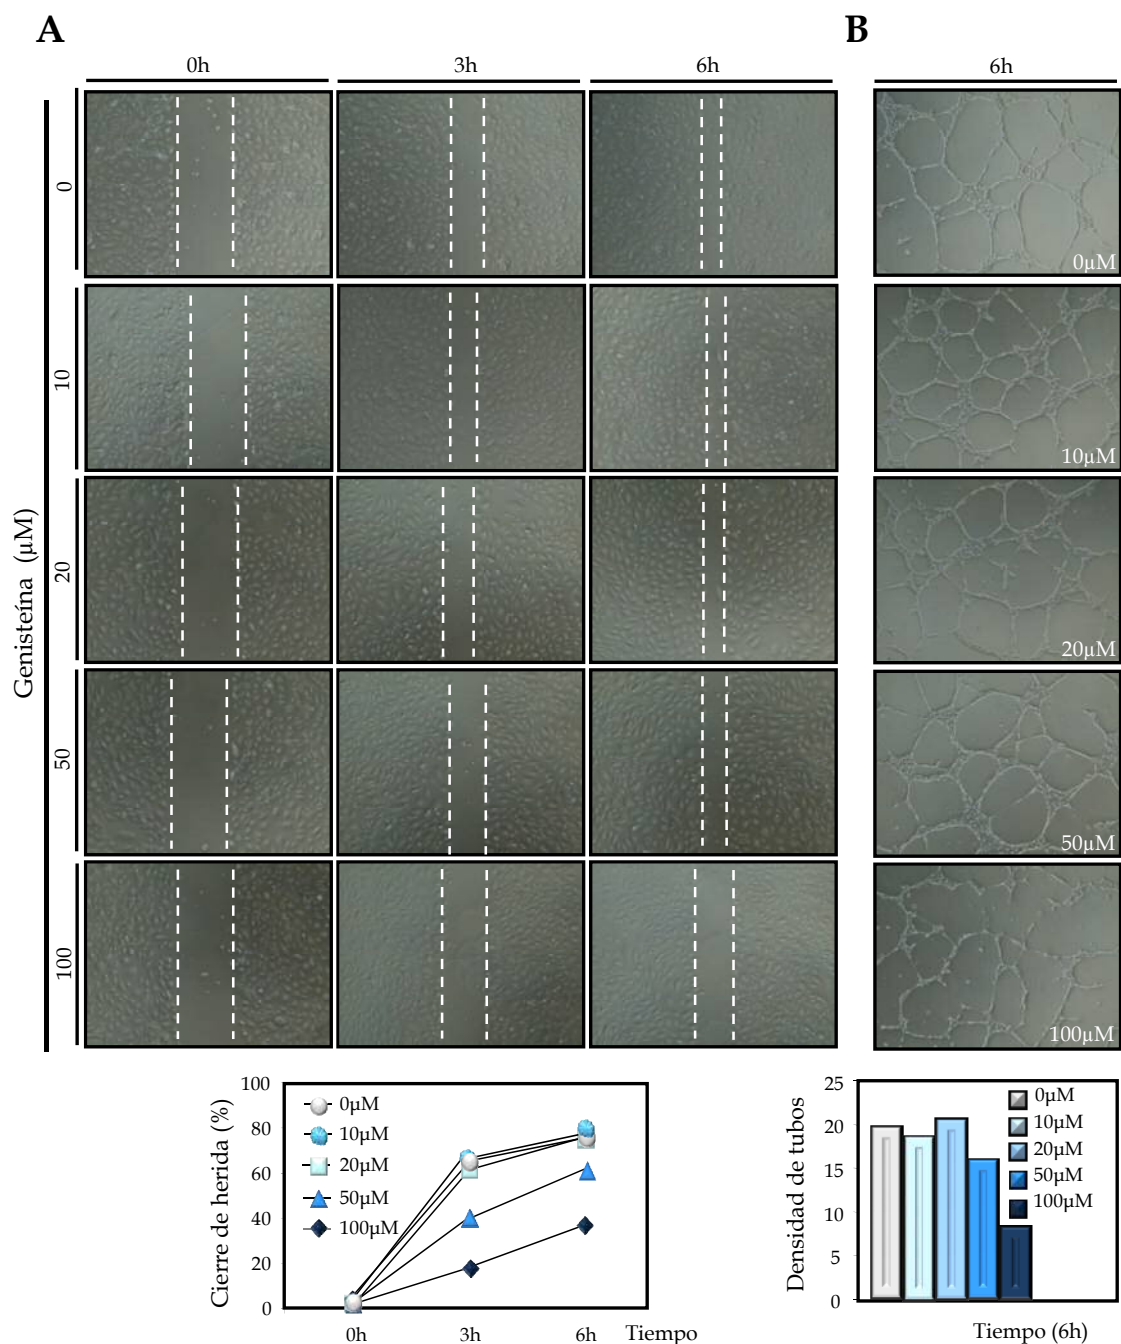 A
B
0h 3h 6h
6h
Genisteína (µM)
0
10
20
50
100
0µM
10µM
20µM
50µM
100µM
Cierre de herida (%)
100
80
60
40
20
0
0µM
10µM
20µM
50µM
100µM
0h 3h 6h Tiempo
Densidad de tubos
25
20
15
10
5
0
0µM
10µM
20µM
50µM
100µM
Tiempo (6h)